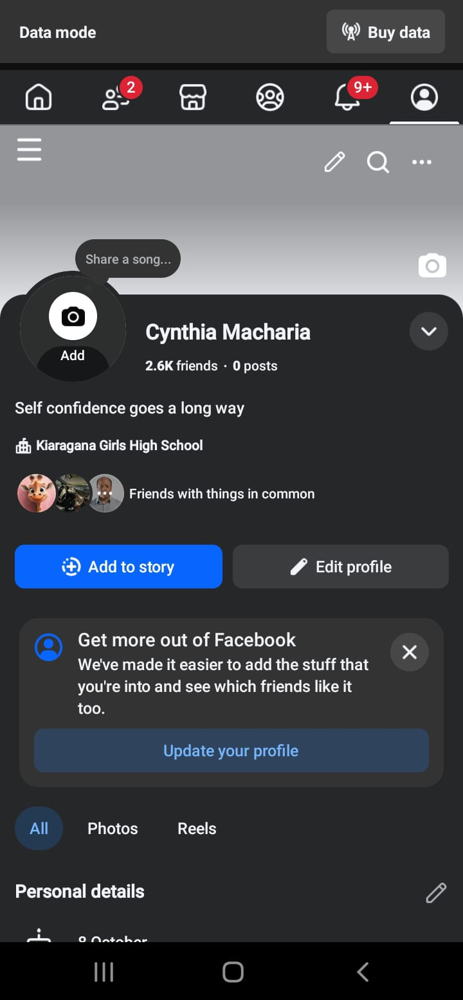 Data mode
Buy data
2
9+
Share a song...
Add
Cynthia Macharia
2.6K friends · 0 posts
Self confidence goes a long way
Kiaragana Girls High School
Friends with things in common
Add to story
Edit profile
Get more out of Facebook
We've made it easier to add the stuff that
you're into and see which friends like it
too.
Update your profile
All
Photos
Reels
Personal details
8 October